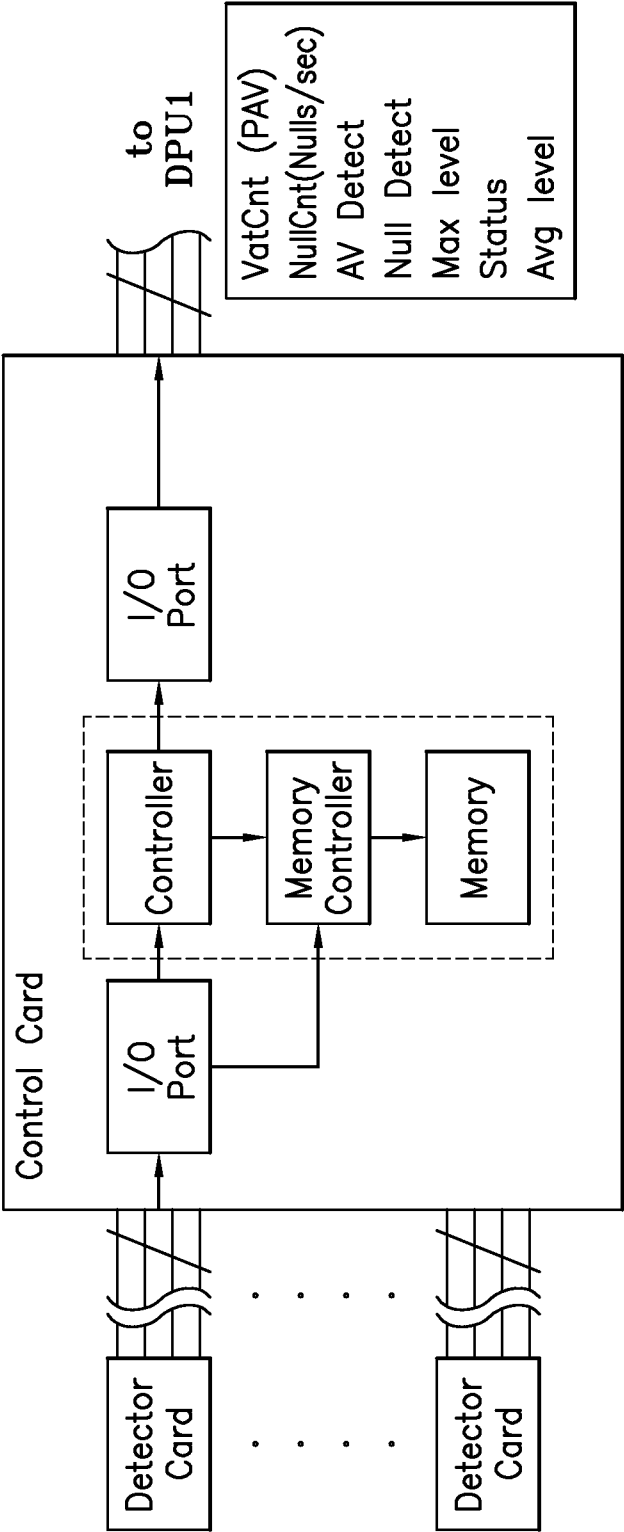 Control Card
Detector
Card
I/O
Port
Controller
I/O
Port
to
DPU1
Memory
Controller
Memory
Detector
Card
VatCnt (PAV)
NullCnt(Nulls/sec)
AV Detect
Null Detect
Max level
Status
Avg level